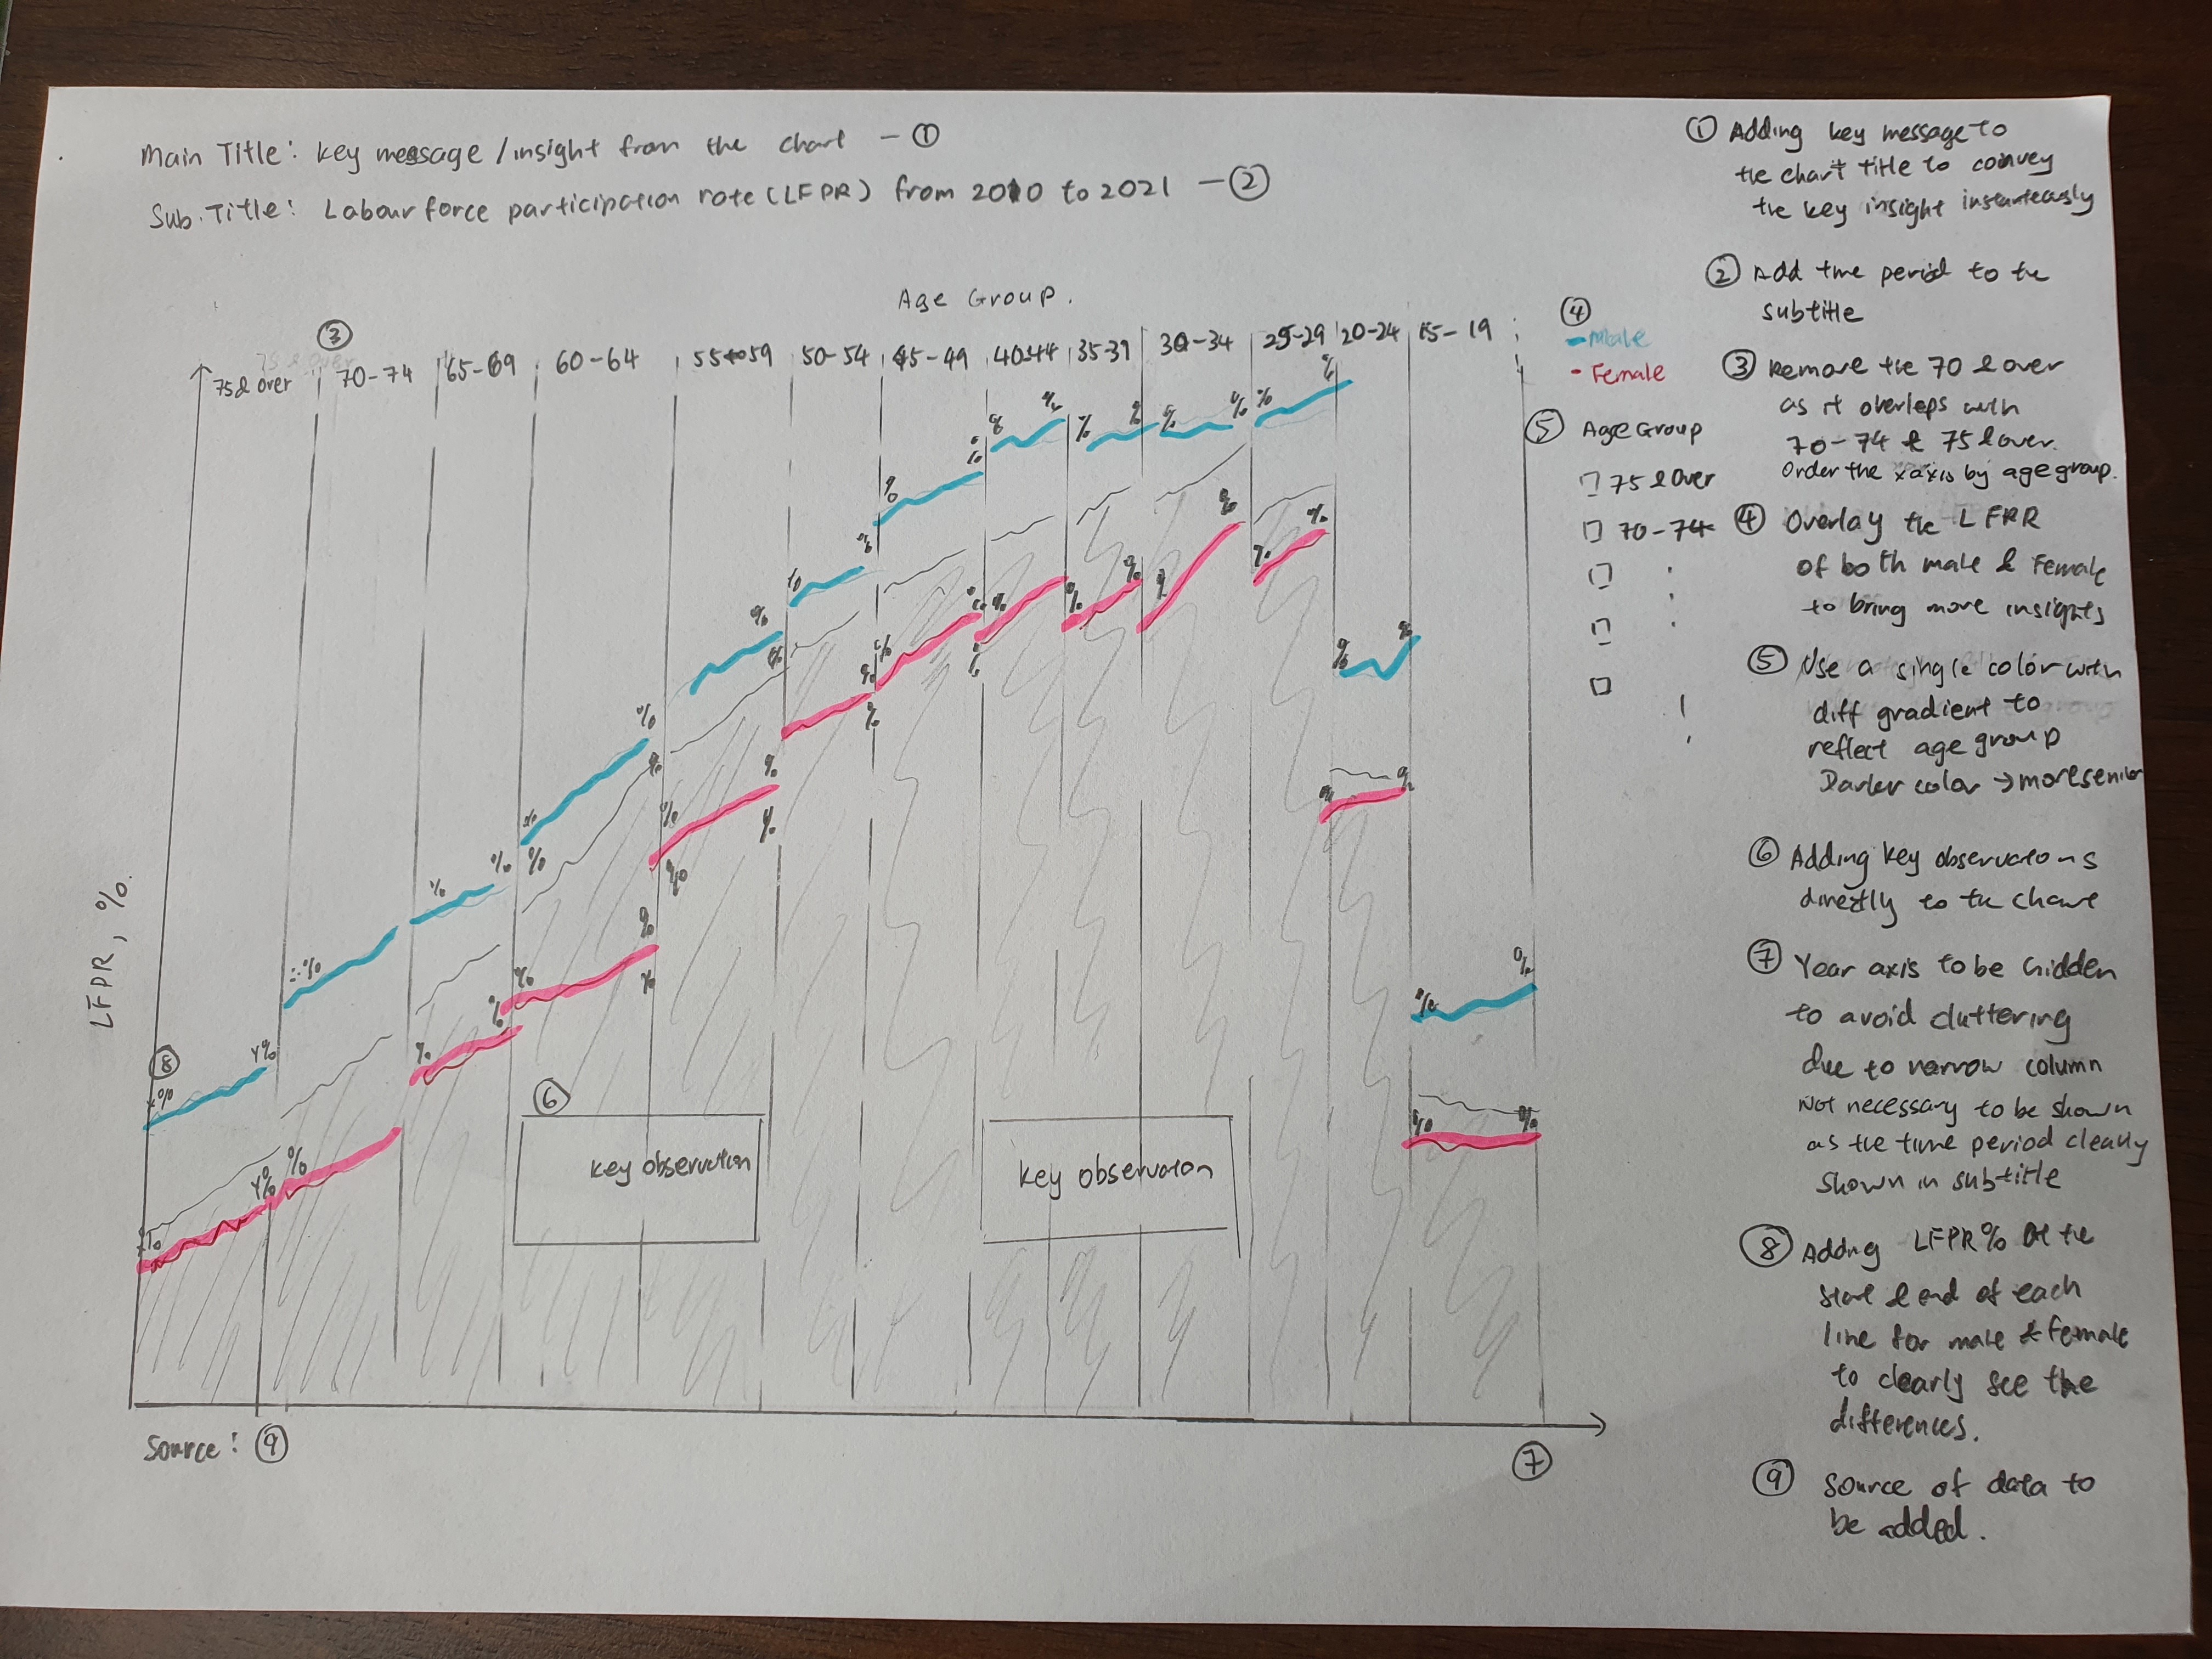 Main Title: Key message/insight from the chart - ①
Sub.Title: Labour force participation rate (LFPR) from 2010 to 2021 - ②
Age Group.
③
75 & over 70-74 65-69 60-64 55-59 50-54 45-49 40-44 35-39 30-34 25-29 20-24 15-19
LFPR, %.
⑧
x% Y%
Y% %
⑥
Key observation
Key observation
Source: ⑨
⑦
④
- Male
- Female
⑤ Age Group
75 & over
70-74
① Adding key message to
the chart title to convey
the key insight instanteously
② Add time period to the
subtitle
③ Remove the 70 & over
as it overlaps with
70-74 & 75 & over.
Order the xaxis by age group.
④ Overlay the LFPR
of both male & Female
to bring more insights
⑤ Use a single color with
diff gradient to
reflect age group
Darker color → more senior
⑥ Adding key observations
directly to the chart
⑦ Year axis to be hidden
to avoid cluttering
due to narrow column
Not necessary to be shown
as the time period clearly
shown in subtitle
⑧ Adding LFPR% at the
start & end of each
line for male & female
to clearly see the
differences.
⑨ Source of data to
be added.